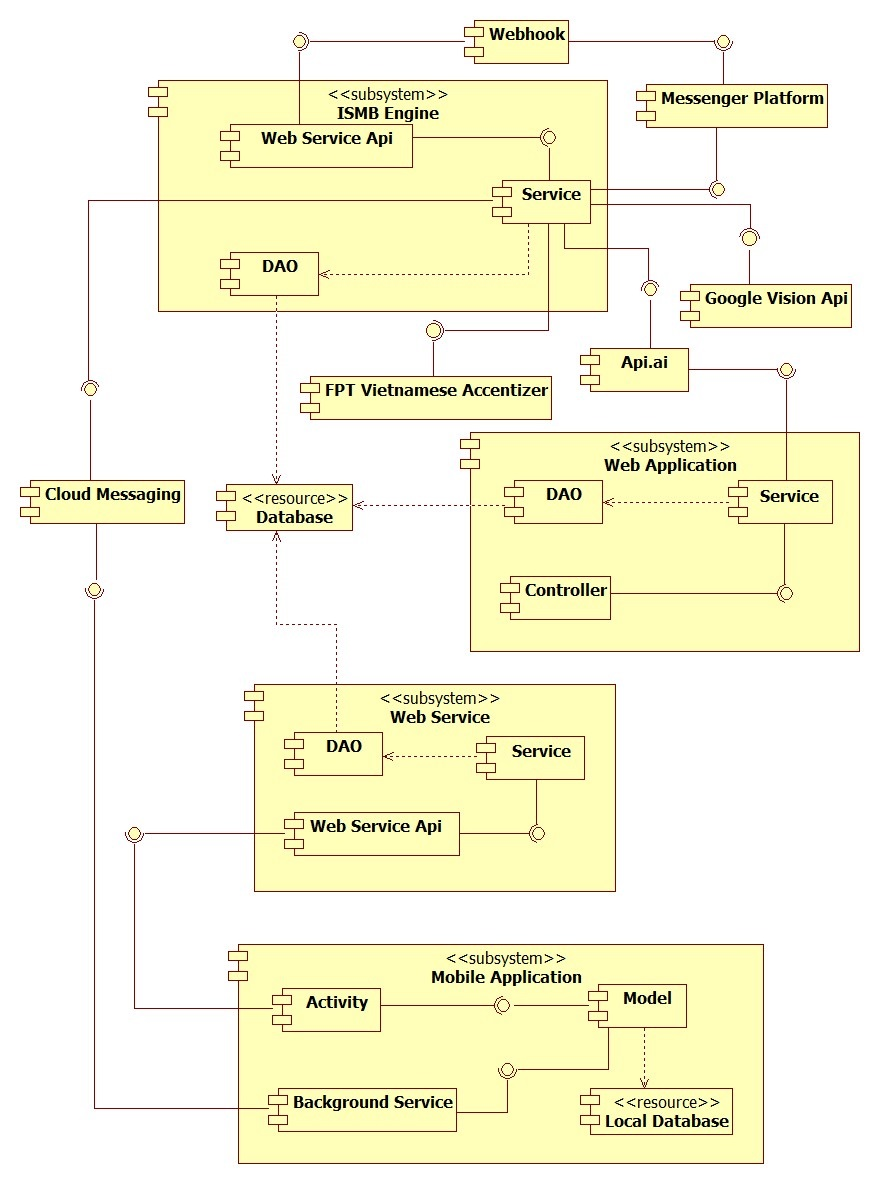 Webhook
Messenger Platform
<<subsystem>>
ISMB Engine
Web Service Api
Service
DAO
Google Vision Api
Api.ai
FPT Vietnamese Accentizer
<<subsystem>>
Web Application
Cloud Messaging
<<resource>>
Database
DAO
Service
Controller
<<subsystem>>
Web Service
DAO
Service
Web Service Api
<<subsystem>>
Mobile Application
Activity
Model
Background Service
<<resource>>
Local Database